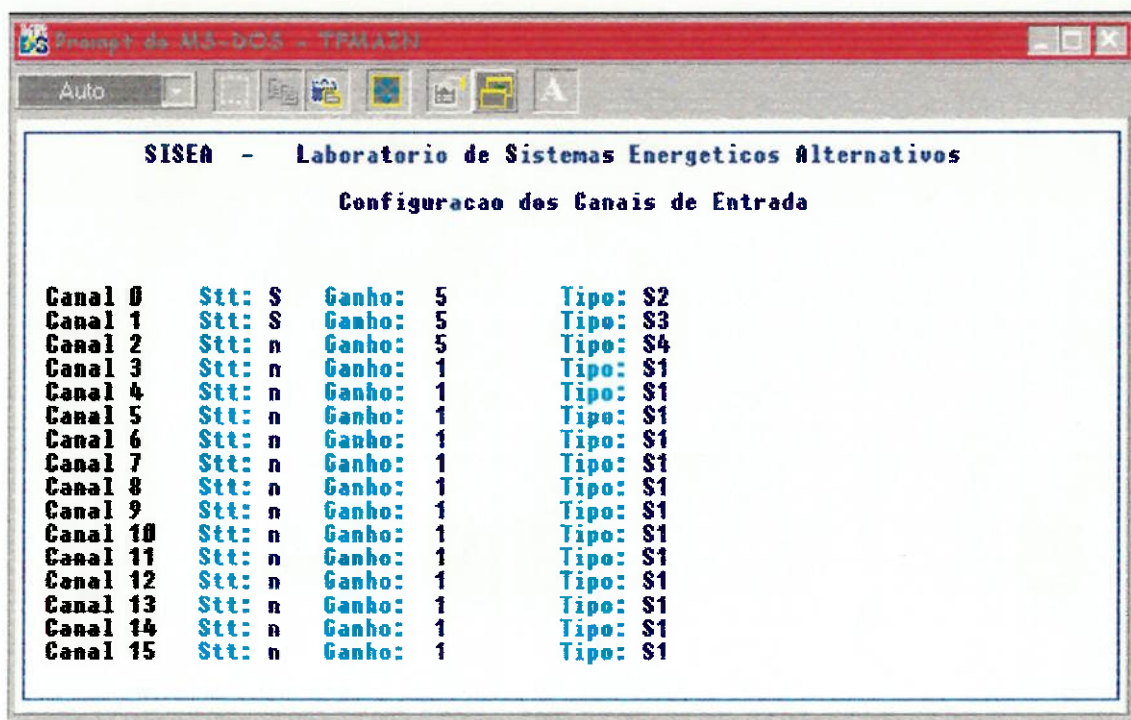 Prompt do MS-DOS - TFMAIN
Auto
A
SISEA - Laboratorio de Sistemas Energeticos Alternativos
Configuracao dos Canais de Entrada
Canal 0 Stt: S Ganho: 5 Tipo: S2
Canal 1 Stt: S Ganho: 5 Tipo: S3
Canal 2 Stt: n Ganho: 5 Tipo: S4
Canal 3 Stt: n Ganho: 1 Tipo: S1
Canal 4 Stt: n Ganho: 1 Tipo: S1
Canal 5 Stt: n Ganho: 1 Tipo: S1
Canal 6 Stt: n Ganho: 1 Tipo: S1
Canal 7 Stt: n Ganho: 1 Tipo: S1
Canal 8 Stt: n Ganho: 1 Tipo: S1
Canal 9 Stt: n Ganho: 1 Tipo: S1
Canal 10 Stt: n Ganho: 1 Tipo: S1
Canal 11 Stt: n Ganho: 1 Tipo: S1
Canal 12 Stt: n Ganho: 1 Tipo: S1
Canal 13 Stt: n Ganho: 1 Tipo: S1
Canal 14 Stt: n Ganho: 1 Tipo: S1
Canal 15 Stt: n Ganho: 1 Tipo: S1